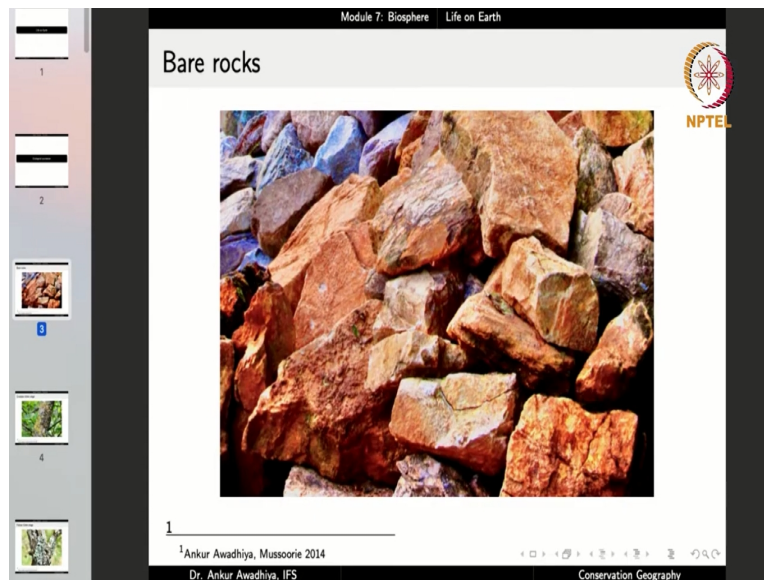 Module 7: Biosphere Life on Earth
Bare rocks
NPTEL
1
2
3
4
1
1Ankur Awadhiya, Mussoorie 2014
Dr. Ankur Awadhiya, IFS Conservation Geography